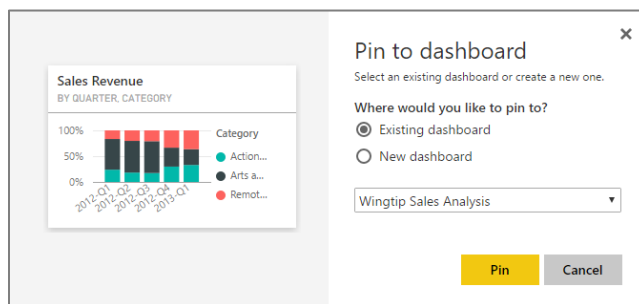 Sales Revenue
BY QUARTER, CATEGORY
100%
50%
0%
2012-Q1
2012-Q2
2012-Q3
2012-Q4
2013-Q1
Category
Action...
Arts a...
Remot...
Pin to dashboard
Select an existing dashboard or create a new one.
Where would you like to pin to?
Existing dashboard
New dashboard
Wingtip Sales Analysis
Pin
Cancel